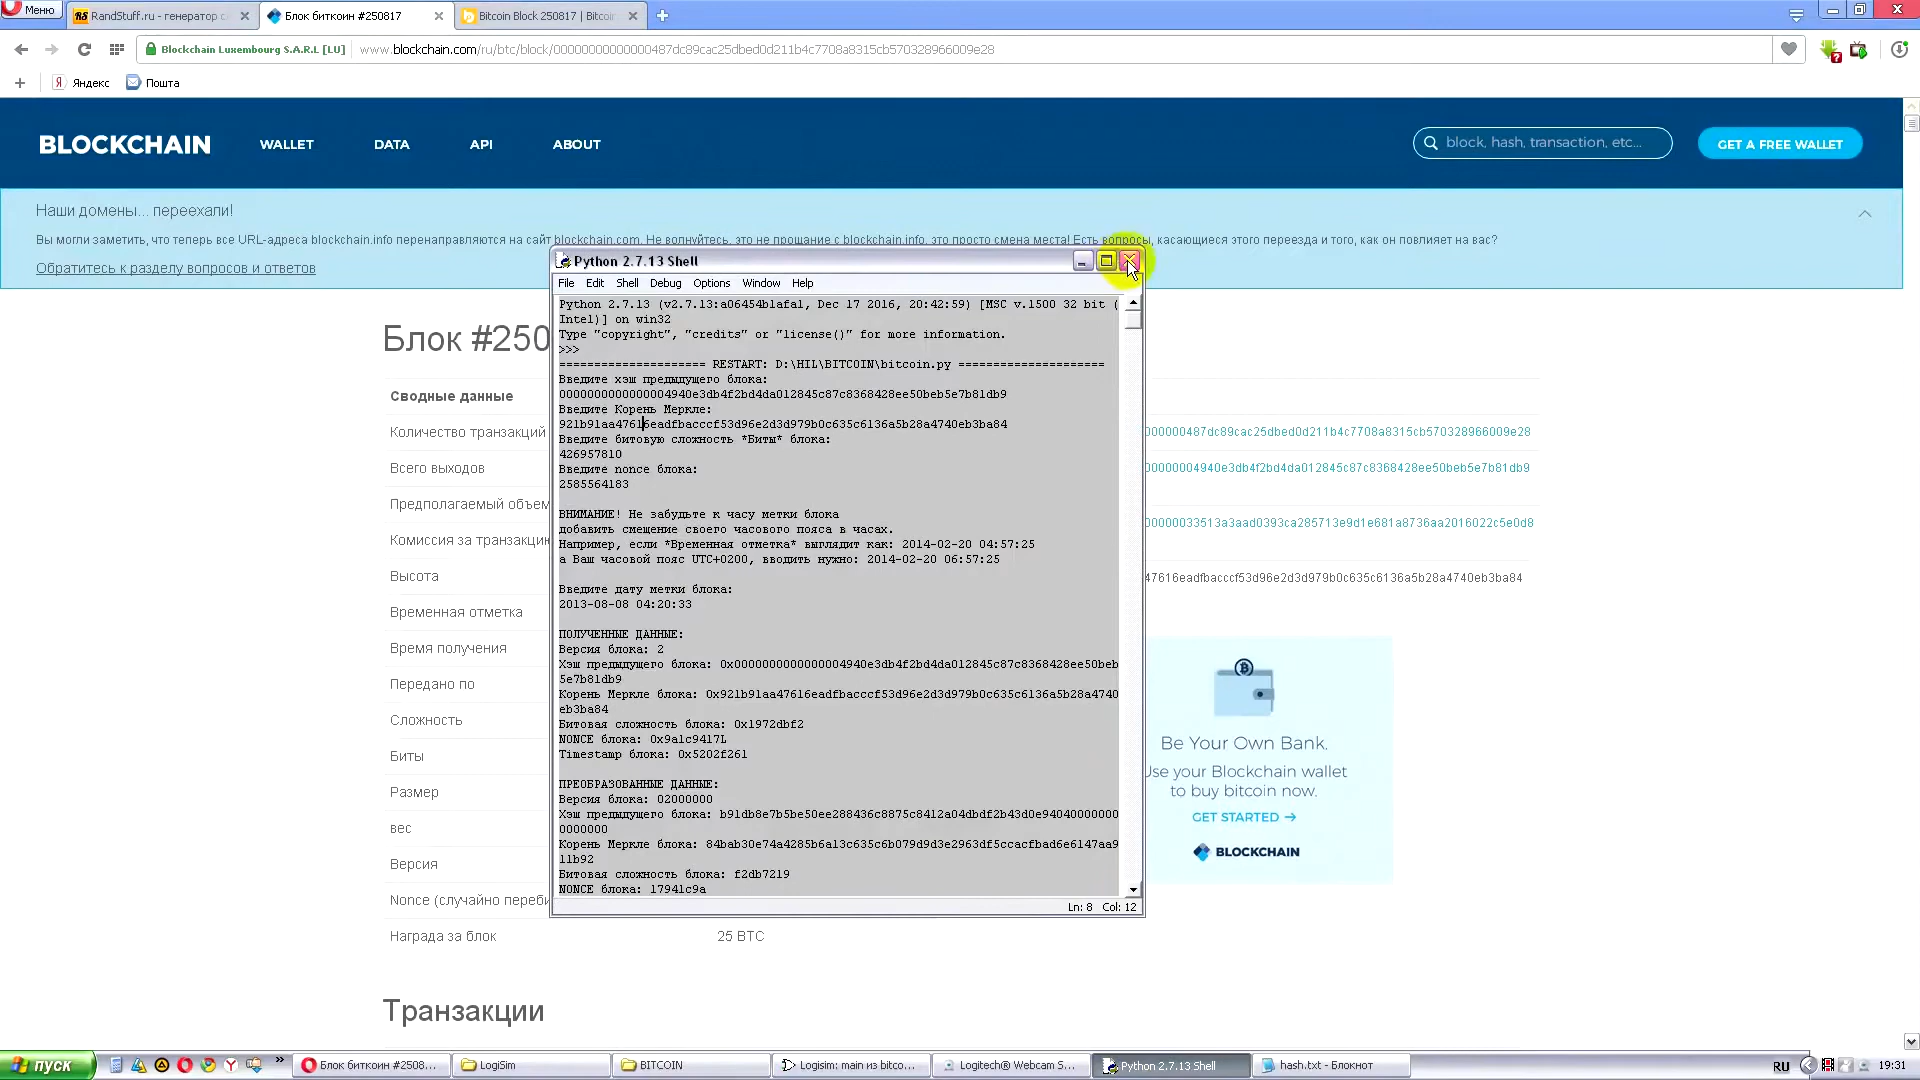 Меню
RandStuff.ru - генератор с
Блок биткоин #250817
Bitcoin Block 250817 | Bitcoin
Blockchain Luxembourg S.A.R.L [LU]
www.blockchain.com/ru/btc/block/00000000000000487dc89cac25dbed0d211b4c7708a8315cb570328966009e28
Яндекс
Почта
BLOCKCHAIN
WALLET
DATA
API
ABOUT
block, hash, transaction, etc...
GET A FREE WALLET
Наши домены... переехали!
Вы могли заметить, что теперь все URL-адреса blockchain.info перенаправляются на сайт blockchain.com. Не волнуйтесь, это не прощание с blockchain.info, это просто смена места! Есть вопросы, касающиеся этого переезда и того, как он повлияет на вас?
Обратитесь к разделу вопросов и ответов
Python 2.7.13 Shell
File Edit Shell Debug Options Window Help
Python 2.7.13 (v2.7.13:a06454b1afa1, Dec 17 2016, 20:42:59) [MSC v.1500 32 bit (
Intel)] on win32
Type "copyright", "credits" or "license()" for more information.
>>>
===================== RESTART: D:\HIL\BITCOIN\bitcoin.py =====================
Введите хэш предыдущего блока:
0000000000000004940e3db4f2bd4da012845c87c8368428ee50beb5e7b81db9
Введите Корень Меркле:
921b91aa47616eadfbacccf53d96e2d3d979b0c635c6136a5b28a4740eb3ba84
Введите битовую сложность *Биты* блока:
426957810
Введите nonce блока:
2585564183
ВНИМАНИЕ! Не забудьте к часу метки блока
добавить смещение своего часового пояса в часах.
Например, если *Временная отметка* выглядит как: 2014-02-20 04:57:25
а Ваш часовой пояс UTC+0200, вводить нужно: 2014-02-20 06:57:25
Введите дату метки блока:
2013-08-08 04:20:33
ПОЛУЧЕННЫЕ ДАННЫЕ:
Версия блока: 2
Хэш предыдущего блока: 0x0000000000000004940e3db4f2bd4da012845c87c8368428ee50beb
5e7b81db9
Корень Меркле блока: 0x921b91aa47616eadfbacccf53d96e2d3d979b0c635c6136a5b28a4740
eb3ba84
Битовая сложность блока: 0x1972dbf2
NONCE блока: 0x9a1c9417L
Timestamp блока: 0x5202f261
ПРЕОБРАЗОВАННЫЕ ДАННЫЕ:
Версия блока: 02000000
Хэш предыдущего блока: b91db8e7b5be50ee288436c8875c8412a04dbdf2b43d0e94040000000
0000000
Корень Меркле блока: 84bab30e74a4285b6a13c635c6b079d9d3e2963df5ccacfbad6e6147aa9
11b92
Битовая сложность блока: f2db7219
NONCE блока: 17941c9a
Ln: 8 Col: 12
Блок #250
Сводные данные
Количество транзакций
Всего выходов
Предполагаемый объем
Комиссия за транзакцию
Высота
Временная отметка
Время получения
Передано по
Сложность
Биты
Размер
вес
Версия
Nonce (случайно переби
Награда за блок
25 BTC
000000487dc89cac25dbed0d211b4c7708a8315cb570328966009e28
00000004940e3db4f2bd4da012845c87c8368428ee50beb5e7b81db9
00000033513a3aad0393ca285713e9d1e681a8736aa2016022c5e0d8
47616eadfbacccf53d96e2d3d979b0c635c6136a5b28a4740eb3ba84
Be Your Own Bank.
Use your Blockchain wallet
to buy bitcoin now.
GET STARTED →
BLOCKCHAIN
Транзакции
пуск
Блок биткоин #2508...
LogiSim
BITCOIN
Logisim: main из bitco...
Logitech® Webcam S...
Python 2.7.13 Shell
hash.txt - Блокнот
RU
19:31